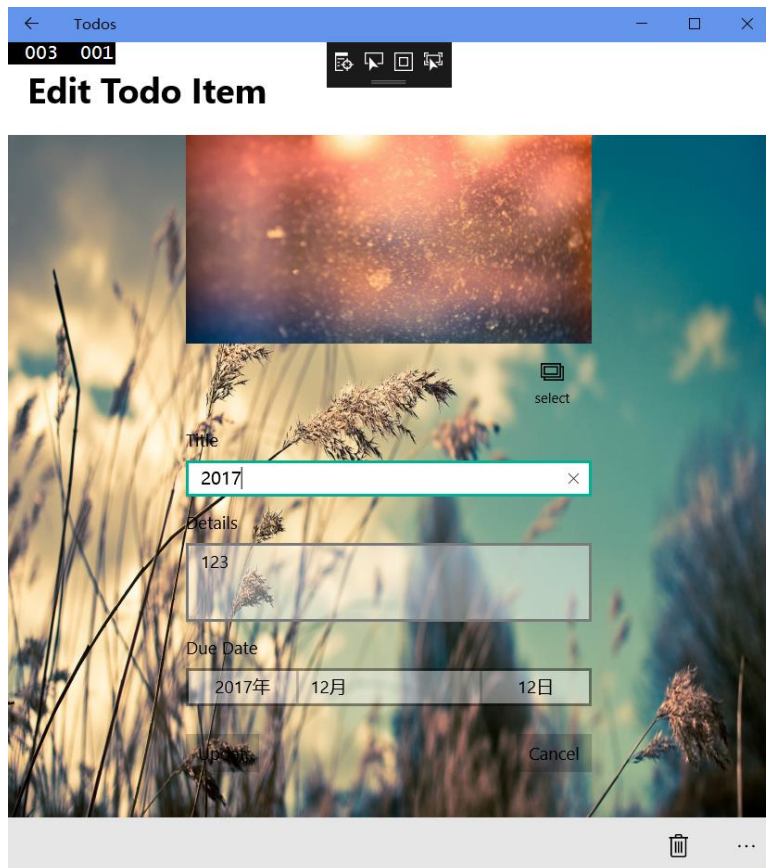 Todos
003 001
Edit Todo Item
select
Title
2017
Details
123
Due Date
2017年 12月 12日
Update Cancel